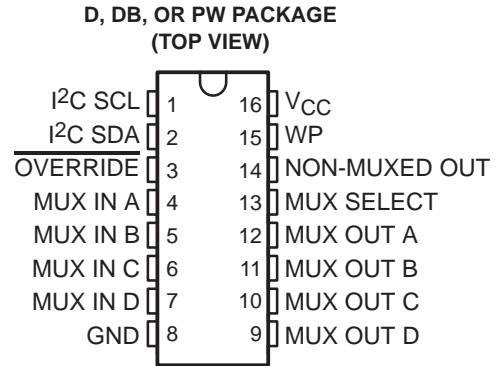 D, DB, OR PW PACKAGE
(TOP VIEW)
I²C SCL 1 16 VCC
I²C SDA 2 15 WP
OVERRIDE 3 14 NON-MUXED OUT
MUX IN A 4 13 MUX SELECT
MUX IN B 5 12 MUX OUT A
MUX IN C 6 11 MUX OUT B
MUX IN D 7 10 MUX OUT C
GND 8 9 MUX OUT D